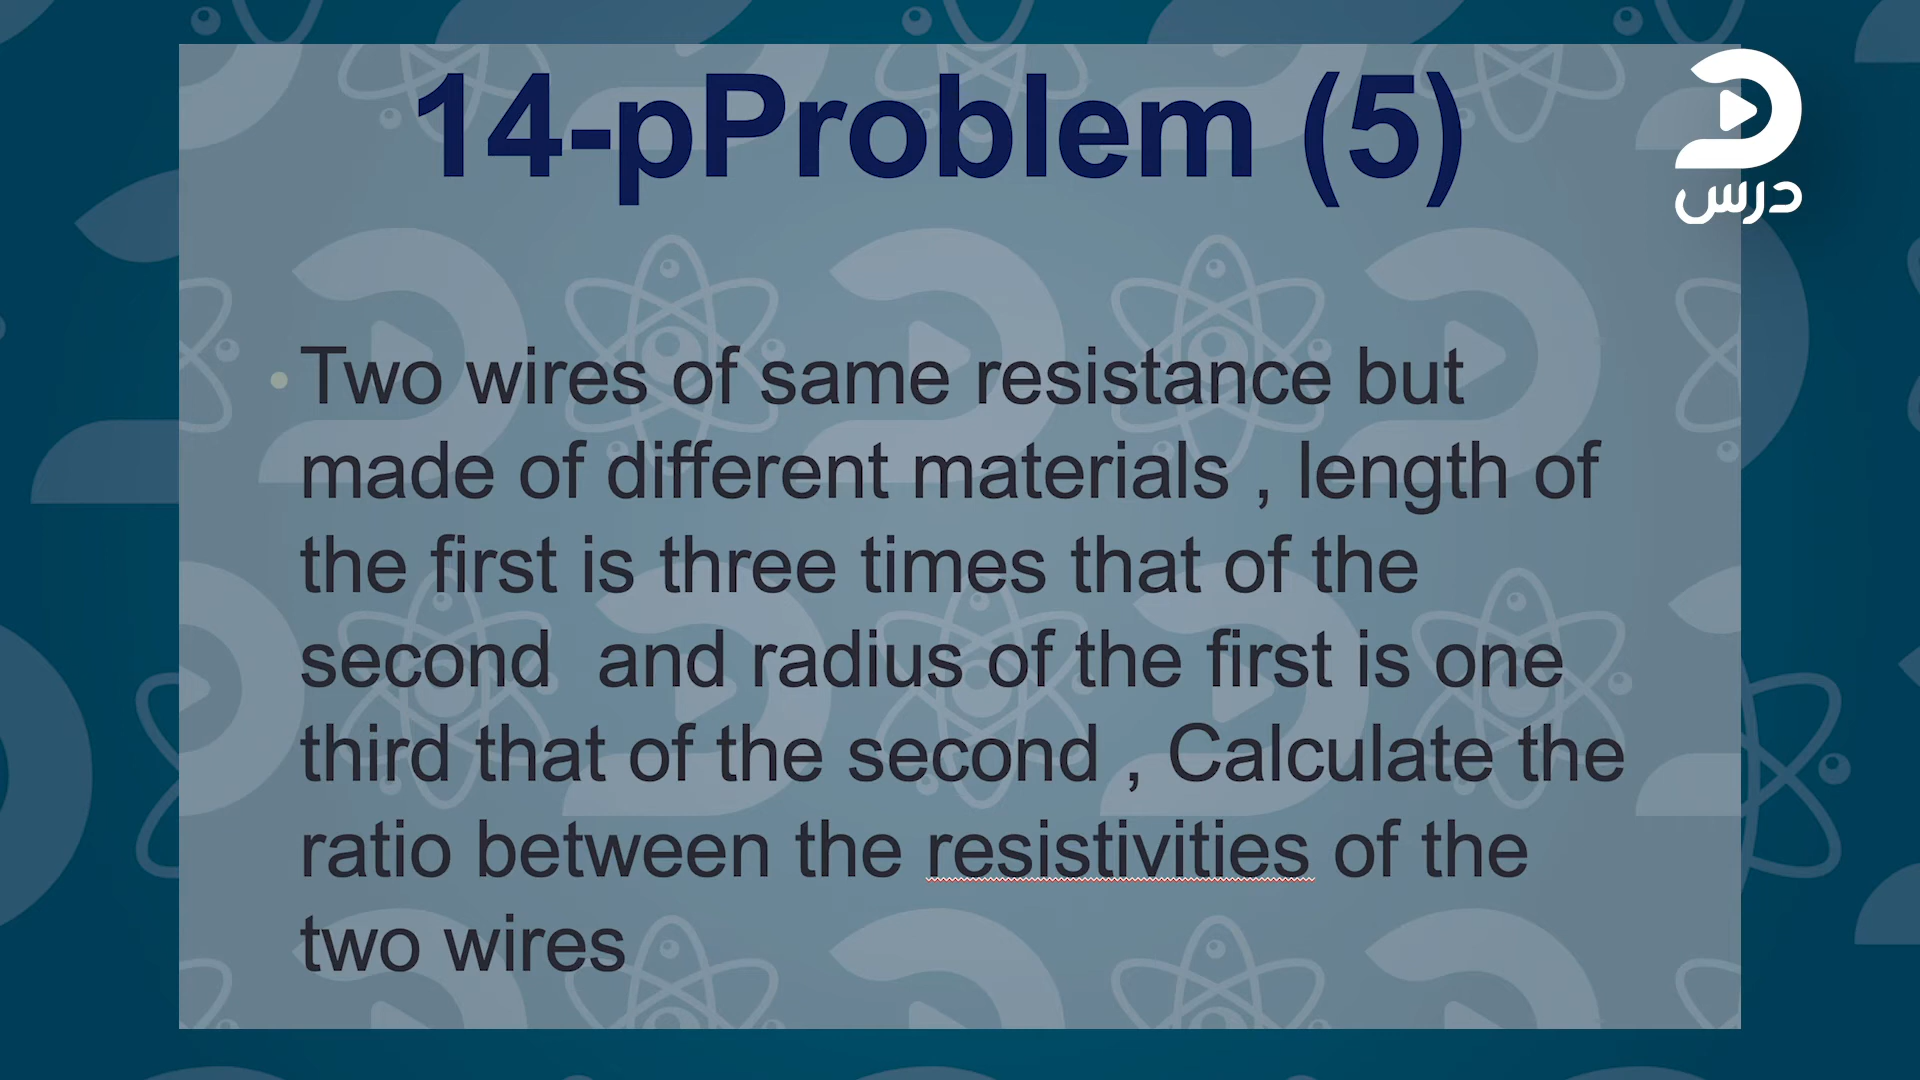 14-pProblem (5)
درس
Two wires of same resistance but
made of different materials , length of
the first is three times that of the
second and radius of the first is one
third that of the second , Calculate the
ratio between the resistivities of the
two wires